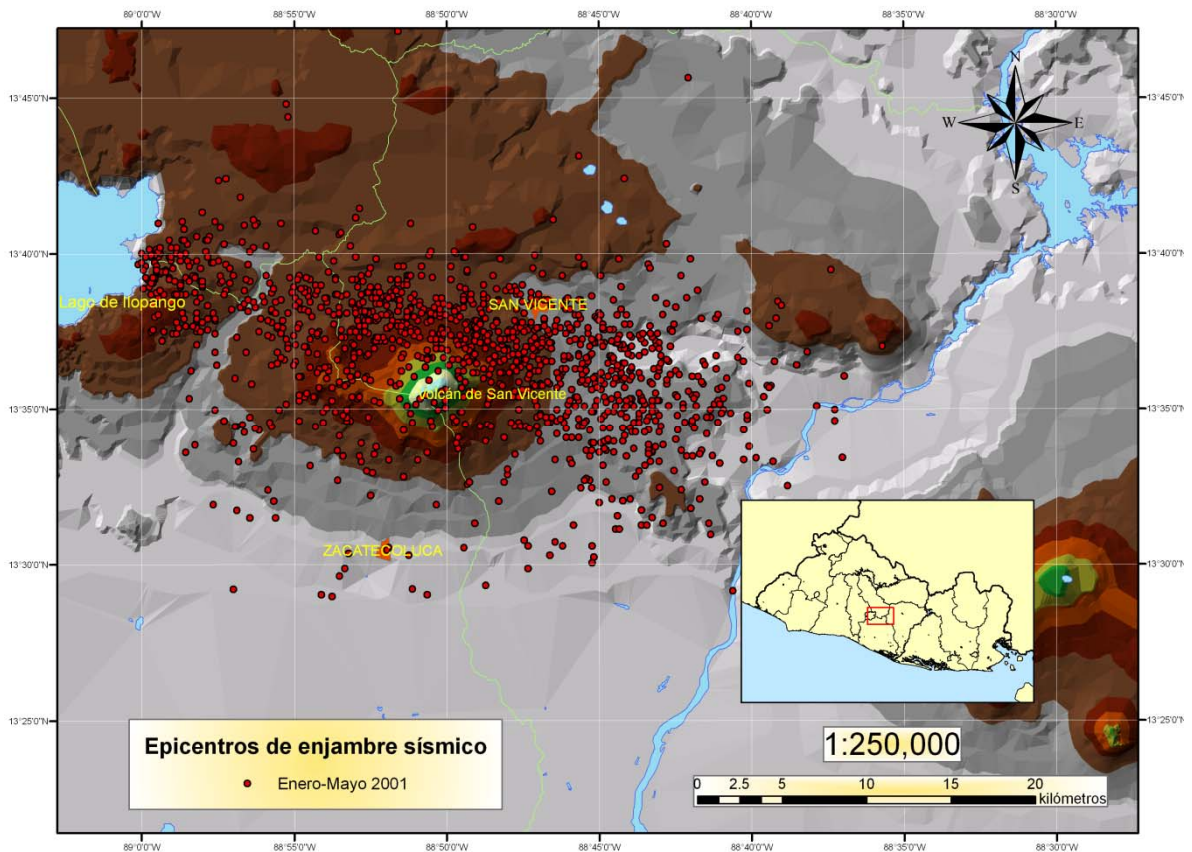 89°0'0"W 88°55'0"W 88°50'0"W 88°45'0"W 88°40'0"W 88°35'0"W 88°30'0"W
N
W E
S
13°45'0"N 13°45'0"N
13°40'0"N 13°40'0"N
Lago de Ilopango
SAN VICENTE
Volcán de San Vicente
13°35'0"N 13°35'0"N
ZACATECOLUCA
13°30'0"N 13°30'0"N
13°25'0"N 13°25'0"N
Epicentros de enjambre sísmico
Enero-Mayo 2001
1:250,000
0 2.5 5 10 15 20
kilómetros
89°0'0"W 88°55'0"W 88°50'0"W 88°45'0"W 88°40'0"W 88°35'0"W 88°30'0"W